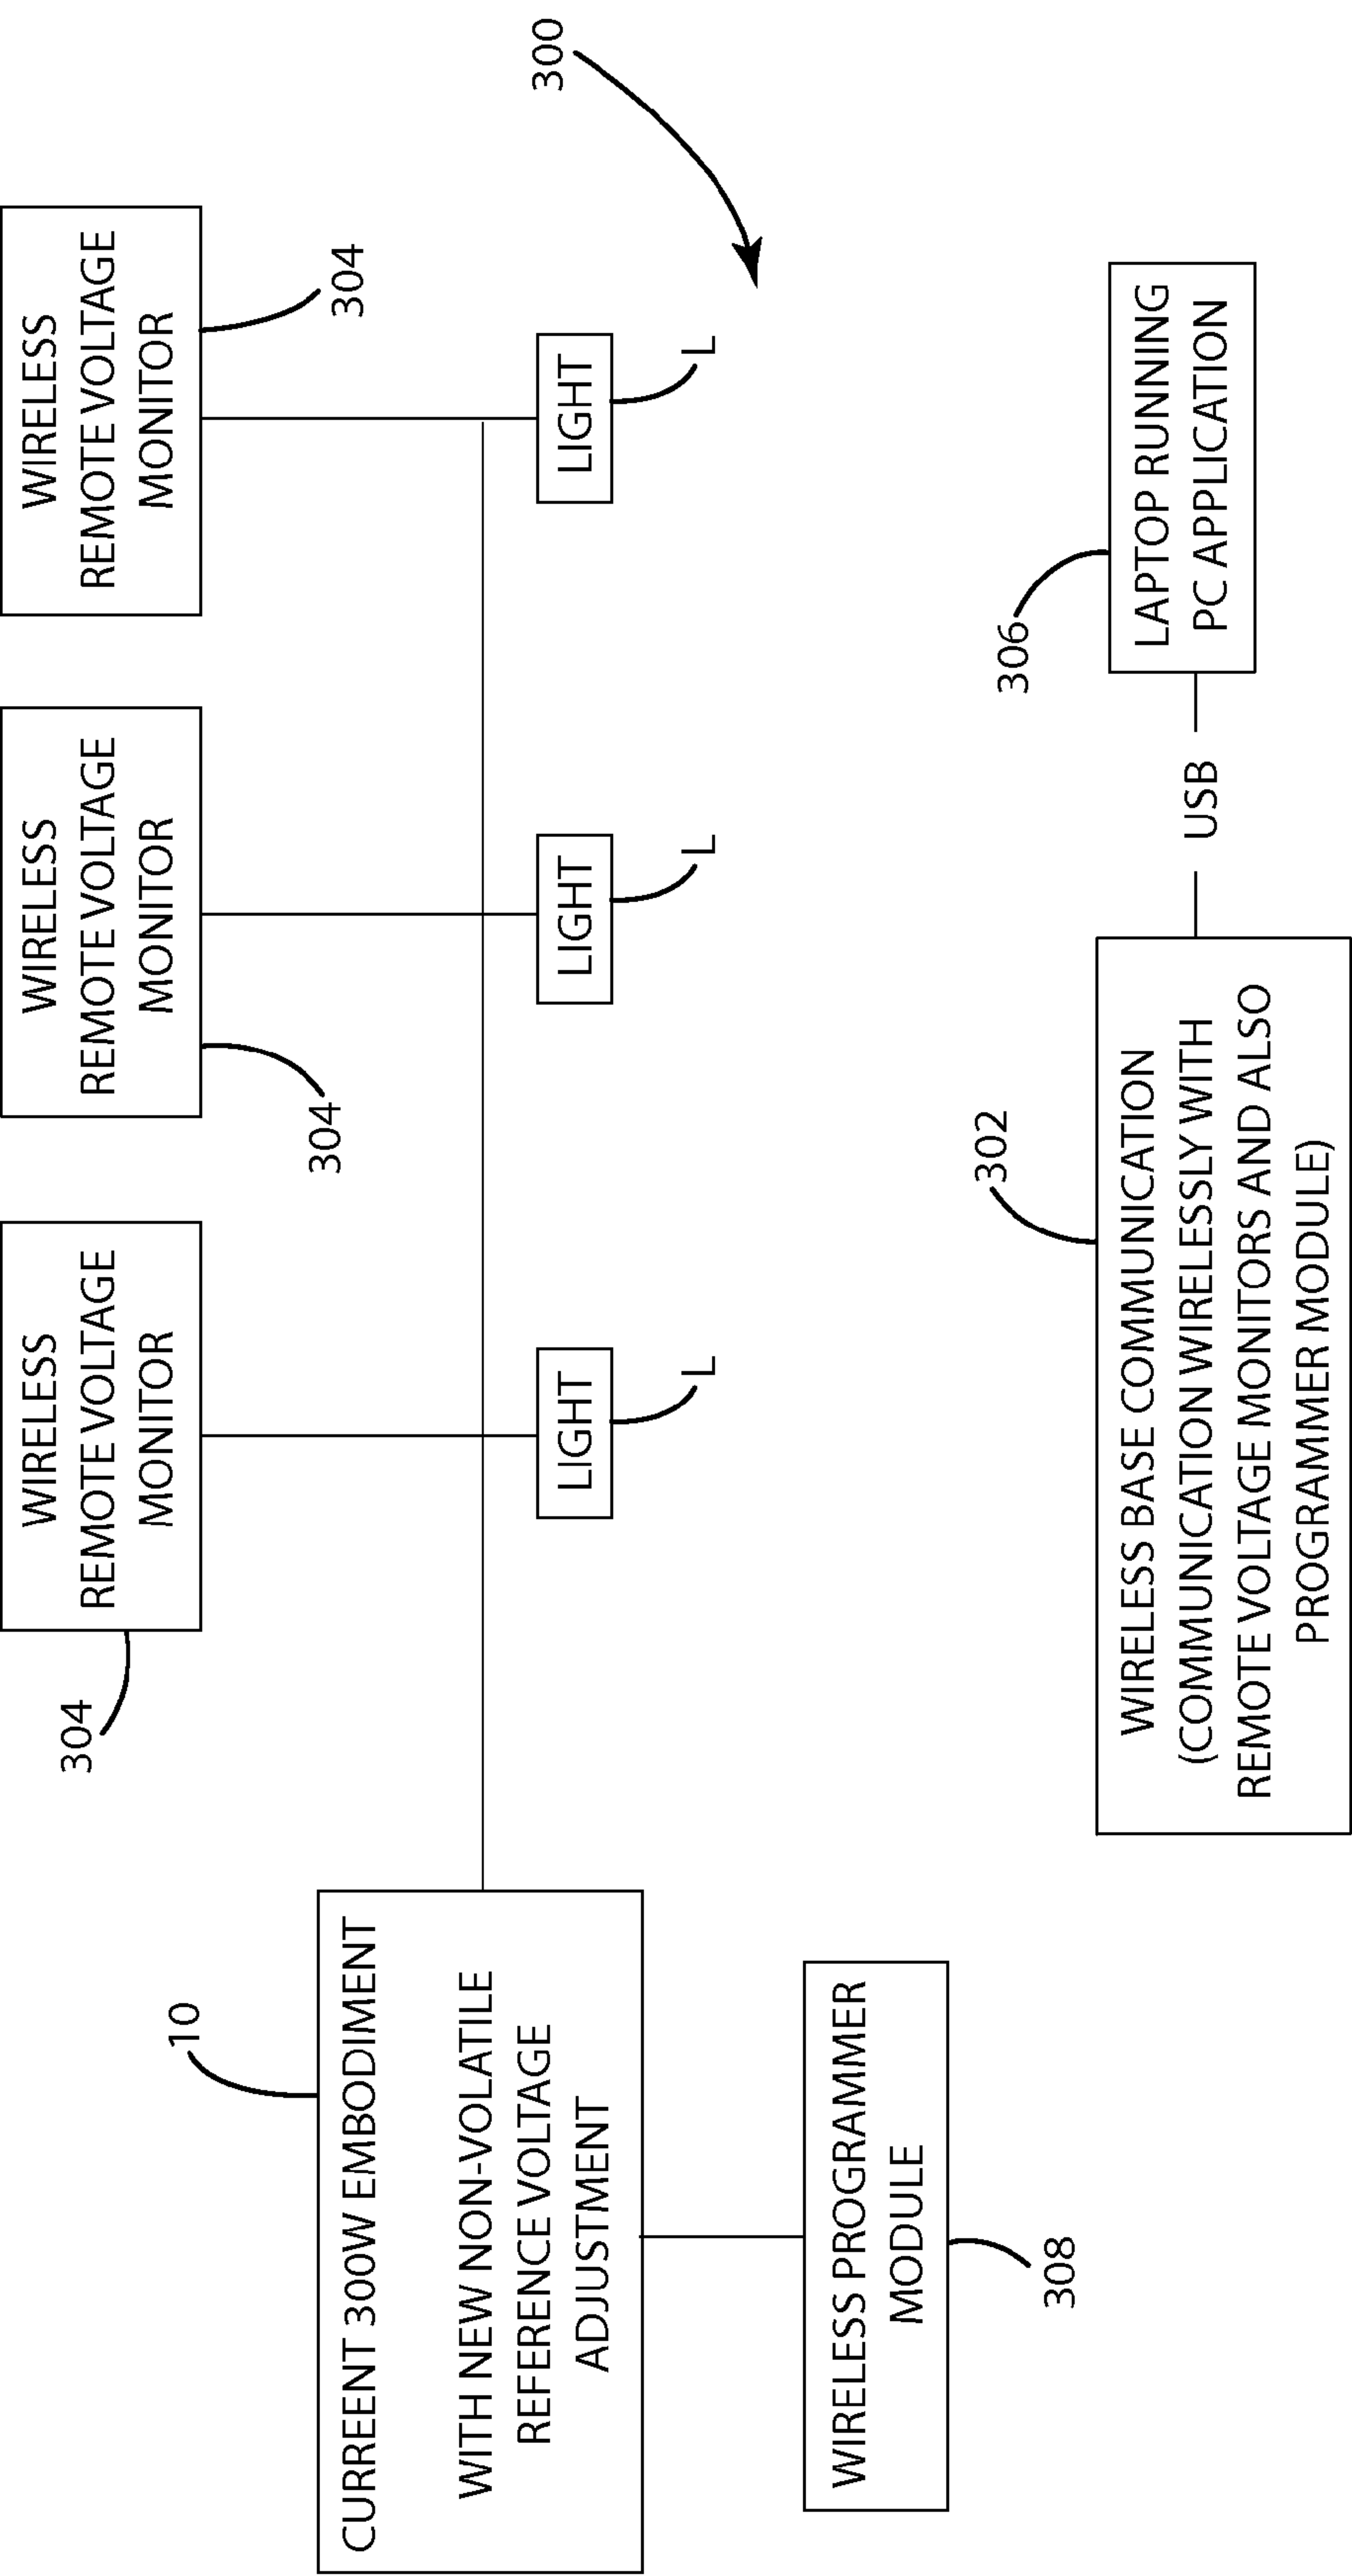 WIRELESS
REMOTE VOLTAGE
MONITOR
304
WIRELESS
REMOTE VOLTAGE
MONITOR
304
WIRELESS
REMOTE VOLTAGE
MONITOR
304
10
CURREENT 300W EMBODIMENT
WITH NEW NON-VOLATILE
REFERENCE VOLTAGE
ADJUSTMENT
LIGHT
L
LIGHT
L
LIGHT
L
300
WIRELESS PROGRAMMER
MODULE
308
302
WIRELESS BASE COMMUNICATION
(COMMUNICATION WIRELESSLY WITH
REMOTE VOLTAGE MONITORS AND ALSO
PROGRAMMER MODULE)
USB
306
LAPTOP RUNNING
PC APPLICATION